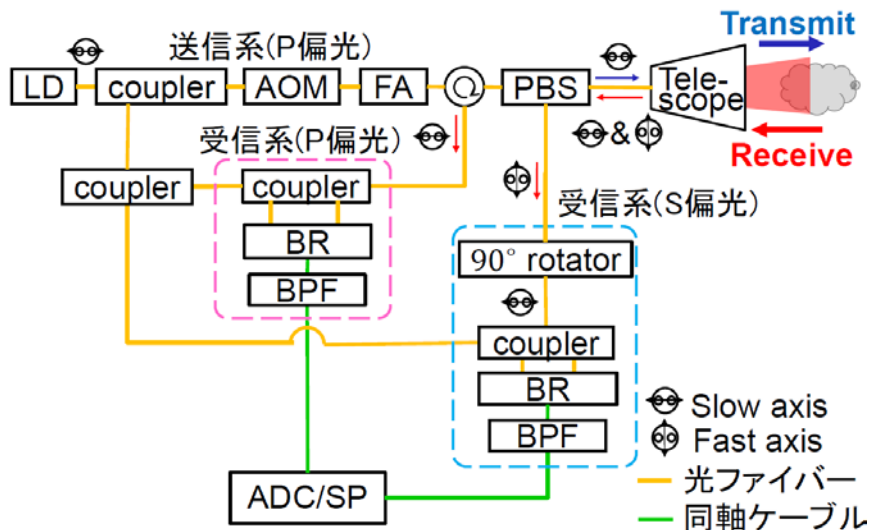 送信系(P偏光)
Transmit
LD
coupler
AOM
FA
PBS
Tele-
scope
受信系(P偏光)
&
Receive
coupler
coupler
受信系(S偏光)
BR
90° rotator
BPF
coupler
BR
Slow axis
BPF
Fast axis
ADC/SP
光ファイバー
同軸ケーブル